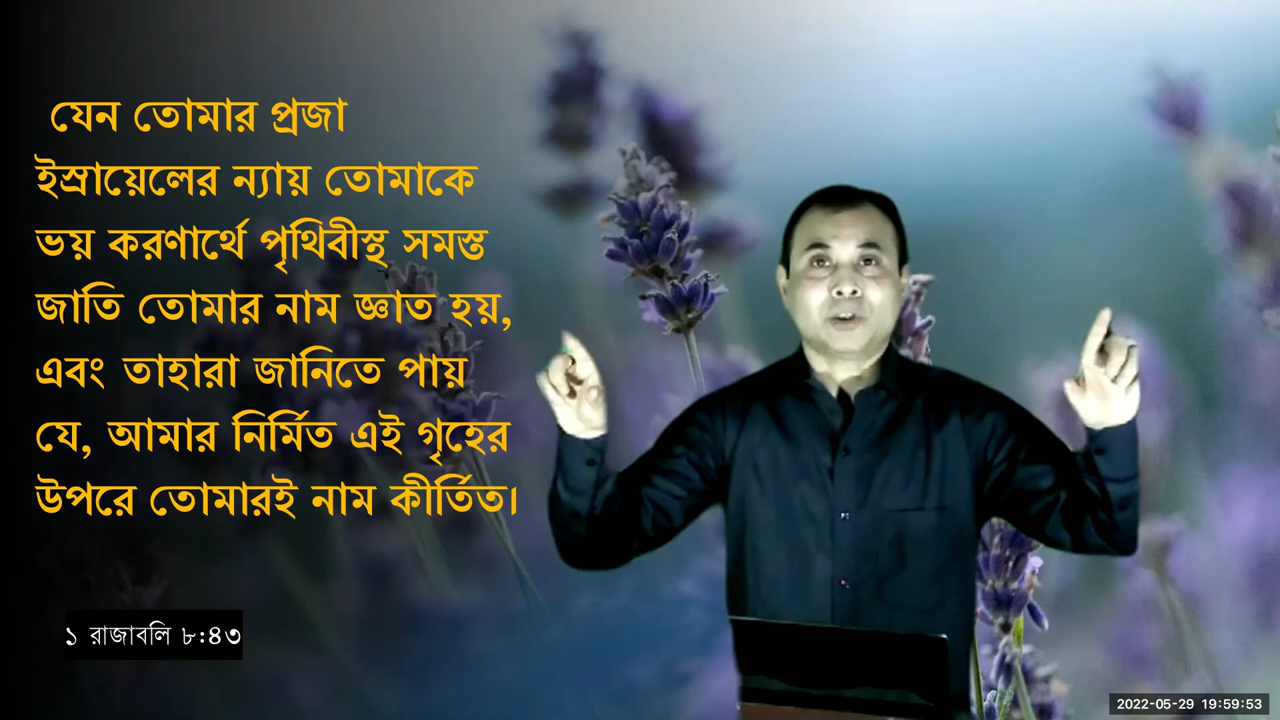 যেন তোমার প্রজা
ইস্রায়েলের ন্যায় তোমাকে
ভয় করণার্থে পৃথিবীস্থ সমস্ত
জাতি তোমার নাম জ্ঞাত হয়,
এবং তাহারা জানিতে পায়
যে, আমার নির্মিত এই গৃহের
উপরে তোমারই নাম কীর্তিত।
১ রাজাবলি ৮:৪৩
2022-05-29 19:59:53